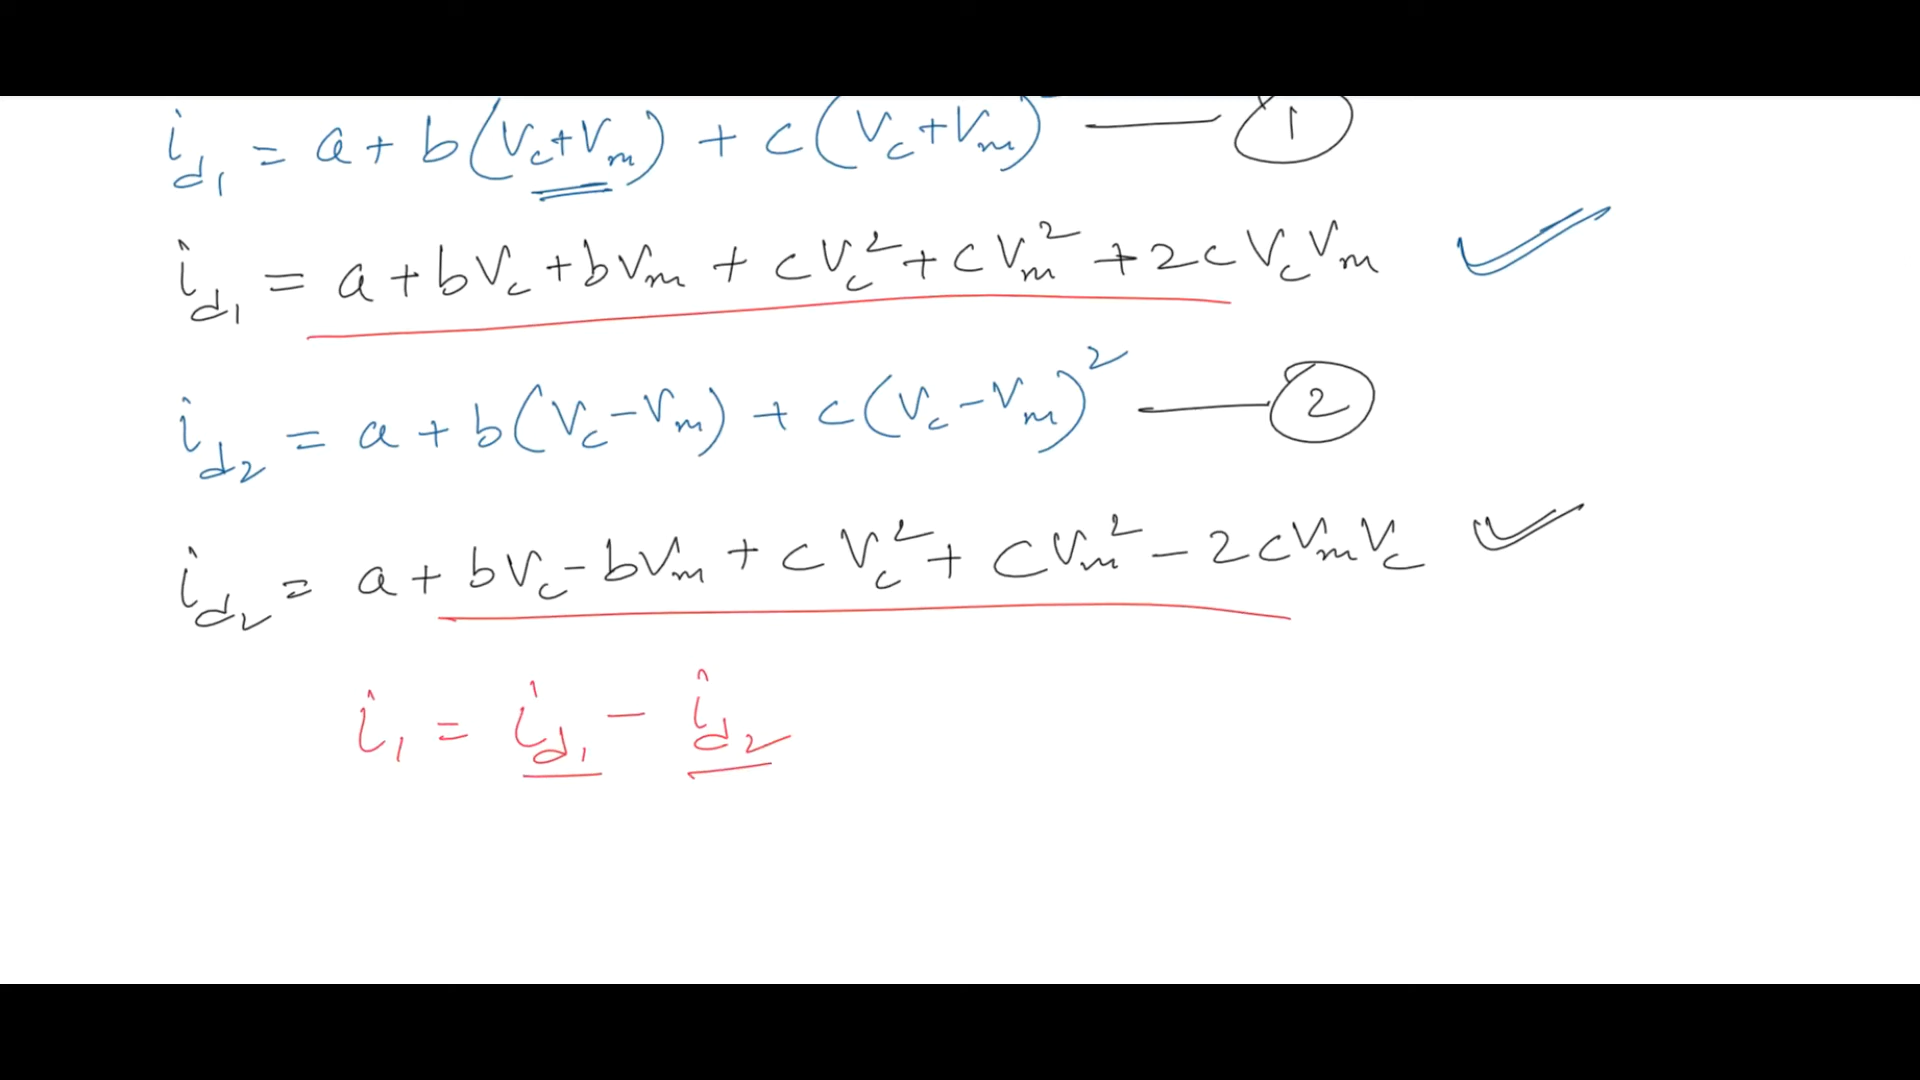 i_d1 = a + b(V_c+V_m) + c(V_c+V_m) —— 1
i_d1 = a + bV_c + bV_m + cV_c² + cV_m² + 2cV_cV_m
i_d2 = a + b(V_c-V_m) + c(V_c-V_m)² —— 2
i_d2 = a + bV_c - bV_m + cV_c² + cV_m² - 2cV_mV_c
i_1 = i_d1 - i_d2